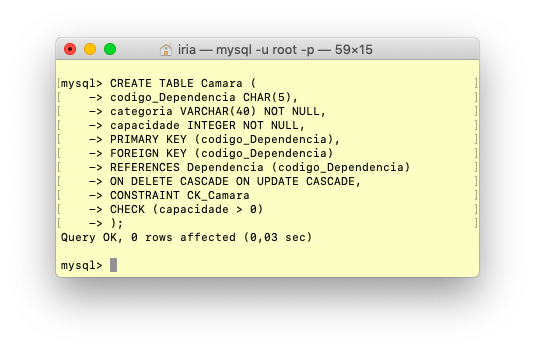 iria — mysql -u root -p — 59×15
mysql> CREATE TABLE Camara (
-> codigo_Dependencia CHAR(5),
-> categoria VARCHAR(40) NOT NULL,
-> capacidade INTEGER NOT NULL,
-> PRIMARY KEY (codigo_Dependencia),
-> FOREIGN KEY (codigo_Dependencia)
-> REFERENCES Dependencia (codigo_Dependencia)
-> ON DELETE CASCADE ON UPDATE CASCADE,
-> CONSTRAINT CK_Camara
-> CHECK (capacidade > 0)
-> );
Query OK, 0 rows affected (0,03 sec)
mysql>